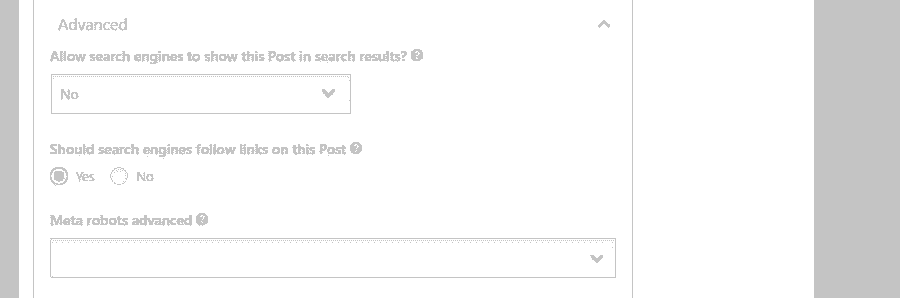 Advanced
Allow search engines to show this Post in search results?
No
Should search engines follow links on this Post
Yes No
Meta robots advanced